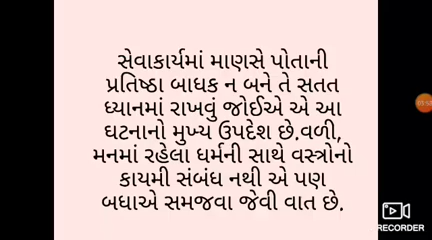 સેવાકાર્યમાં માણસે પોતાની
પ્રતિષ્ઠા બાધક ન બને તે સતત
ધ્યાનમાં રાખવું જોઈએ એ આ
ઘટનાનો મુખ્ય ઉપદેશ છે.વળી,
મનમાં રહેલા ધર્મની સાથે વસ્ત્રોનો
કાયમી સંબંધ નથી એ પણ
બધાએ સમજવા જેવી વાત છે.
RECORDER